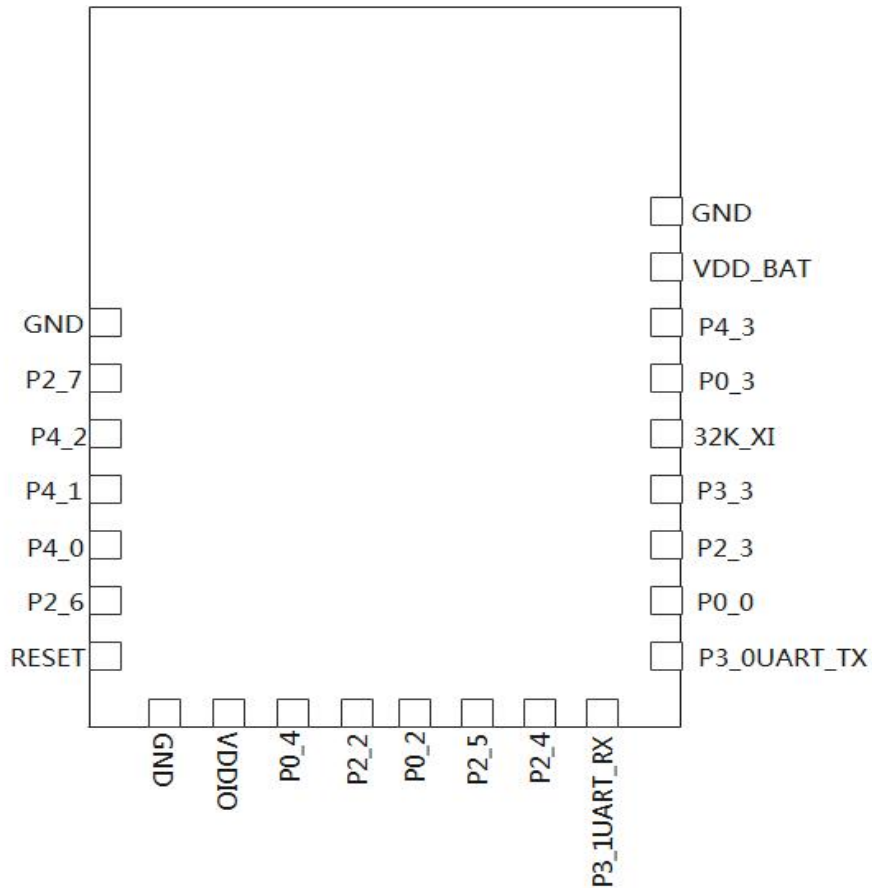 GND
VDD_BAT
GND
P4_3
P2_7
P0_3
P4_2
32K_XI
P4_1
P3_3
P4_0
P2_3
P2_6
P0_0
RESET
P3_0UART_TX
GND
VDDIO
P0_4
P2_2
P0_2
P2_5
P2_4
P3_1UART_RX